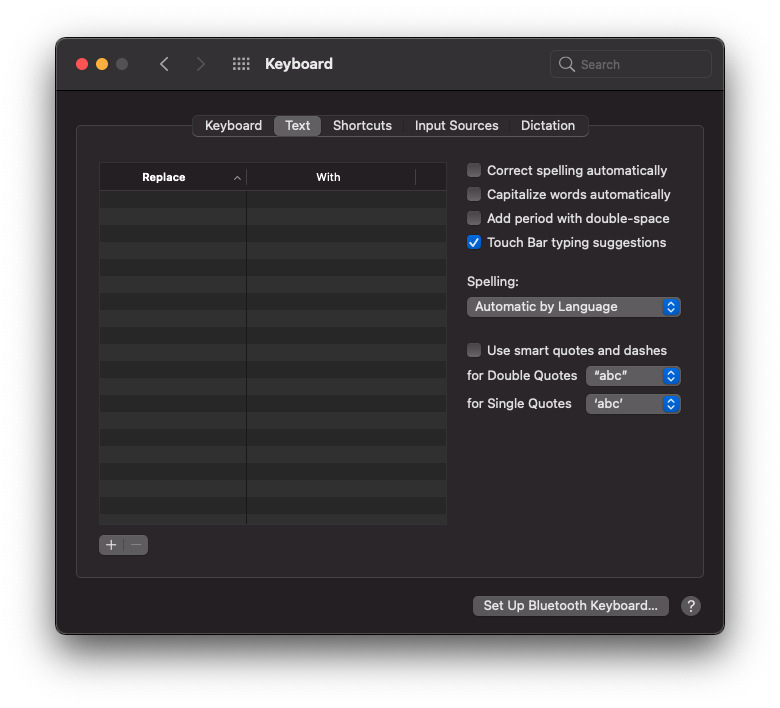 Keyboard
Search
Keyboard Text Shortcuts Input Sources Dictation
Replace With
Correct spelling automatically
Capitalize words automatically
Add period with double-space
Touch Bar typing suggestions
Spelling:
Automatic by Language
Use smart quotes and dashes
for Double Quotes “abc”
for Single Quotes ‘abc’
+ −
Set Up Bluetooth Keyboard... ?